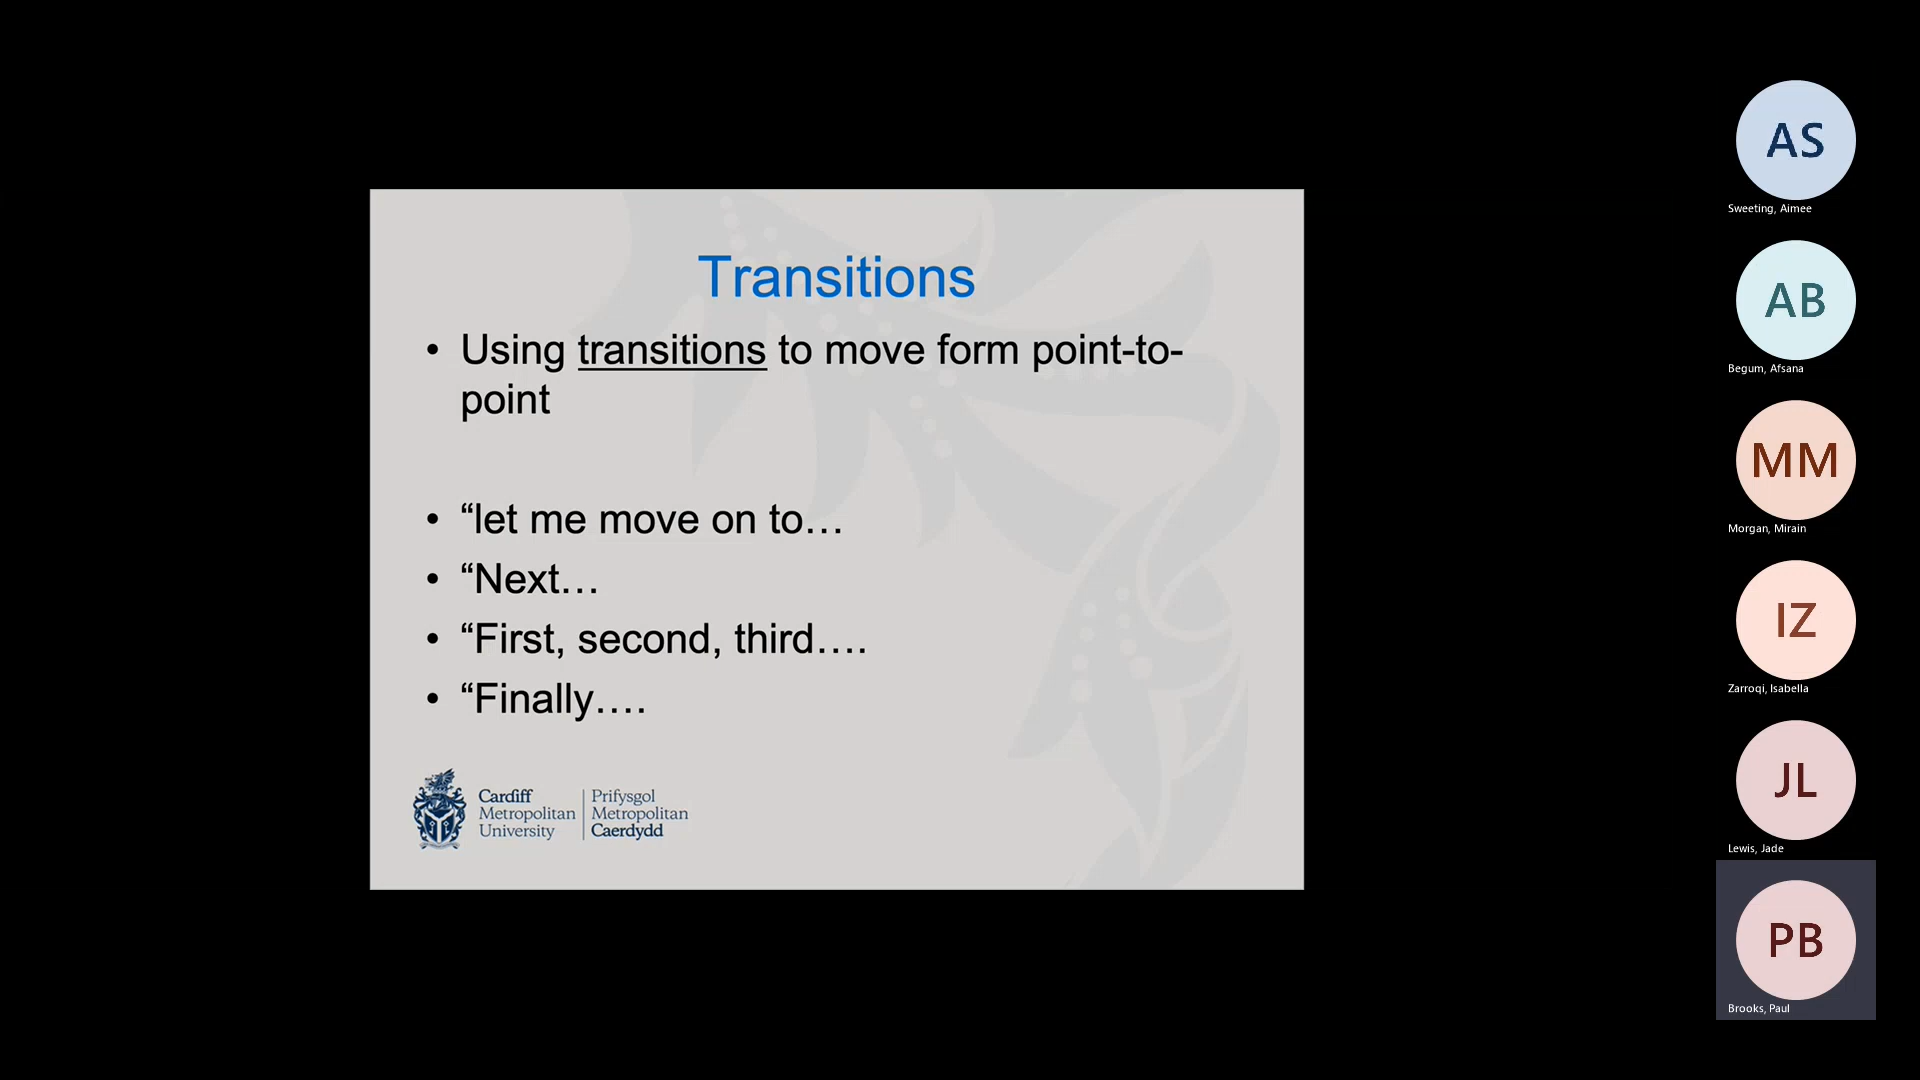 Transitions
• Using transitions to move form point-to-
point
• “let me move on to…
• “Next…
• “First, second, third….
• “Finally….
Cardiff
Metropolitan
University
Prifysgol
Metropolitan
Caerdydd
AS
Sweeting, Aimee
AB
Begum, Afsana
MM
Morgan, Mirain
IZ
Zarroqi, Isabella
JL
Lewis, Jade
PB
Brooks, Paul